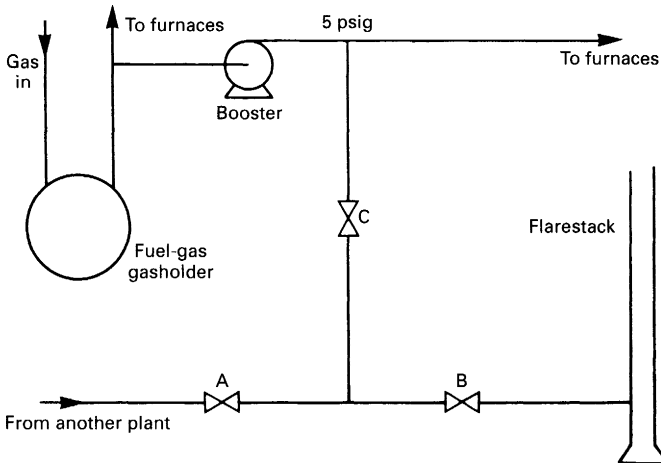 To furnaces
5 psig
Gas
in
To furnaces
Booster
C
Fuel-gas
gasholder
Flarestack
A
B
From another plant